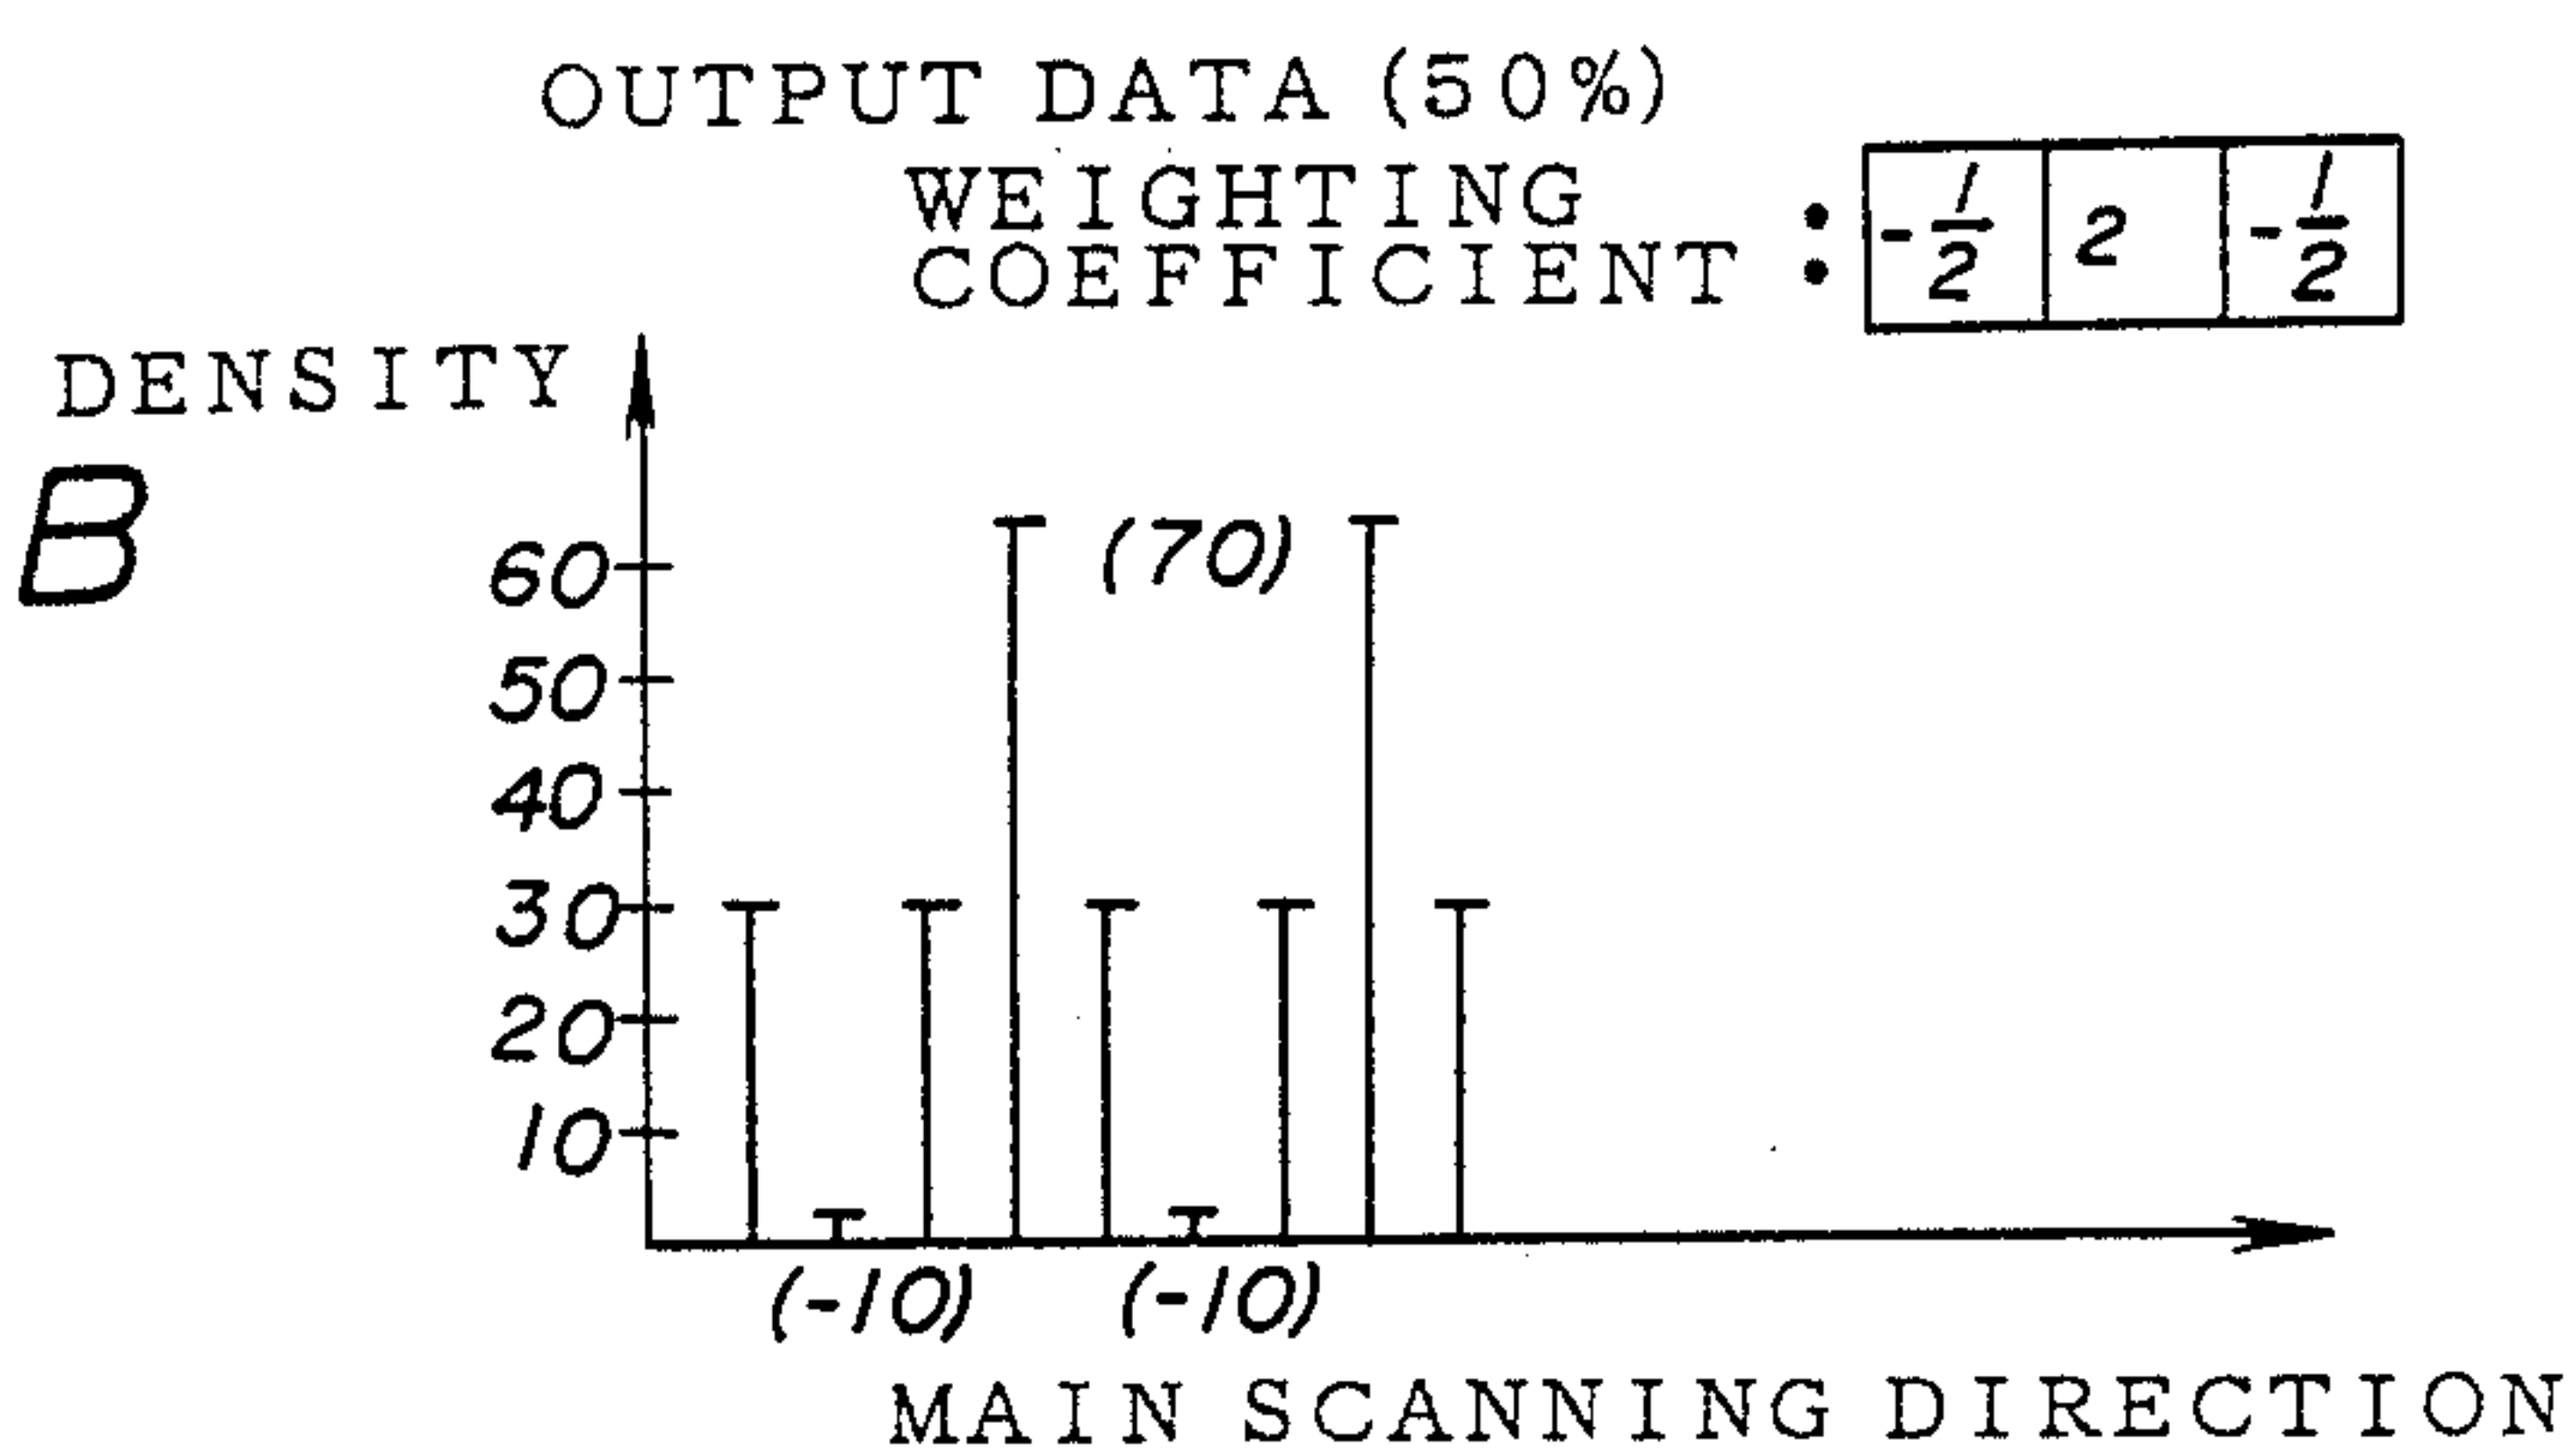 OUTPUT DATA (50%)
WEIGHTING
COEFFICIENT : -1/2 2 -1/2
DENSITY
B
60
(70)
50
40
30
20
10
(-10) (-10)
MAIN SCANNING DIRECTION